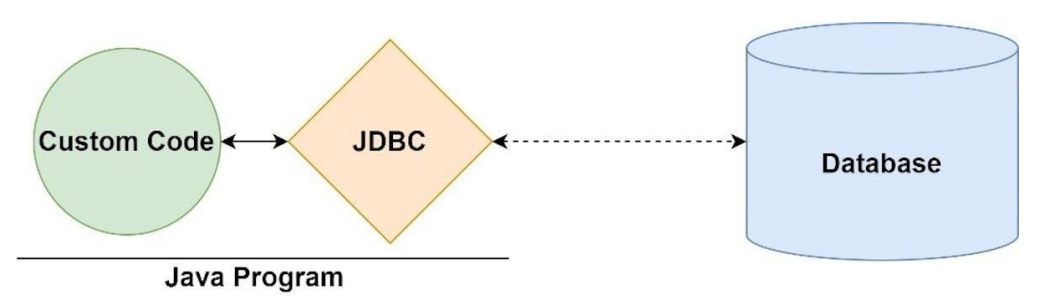 Custom Code
JDBC
Database
Java Program